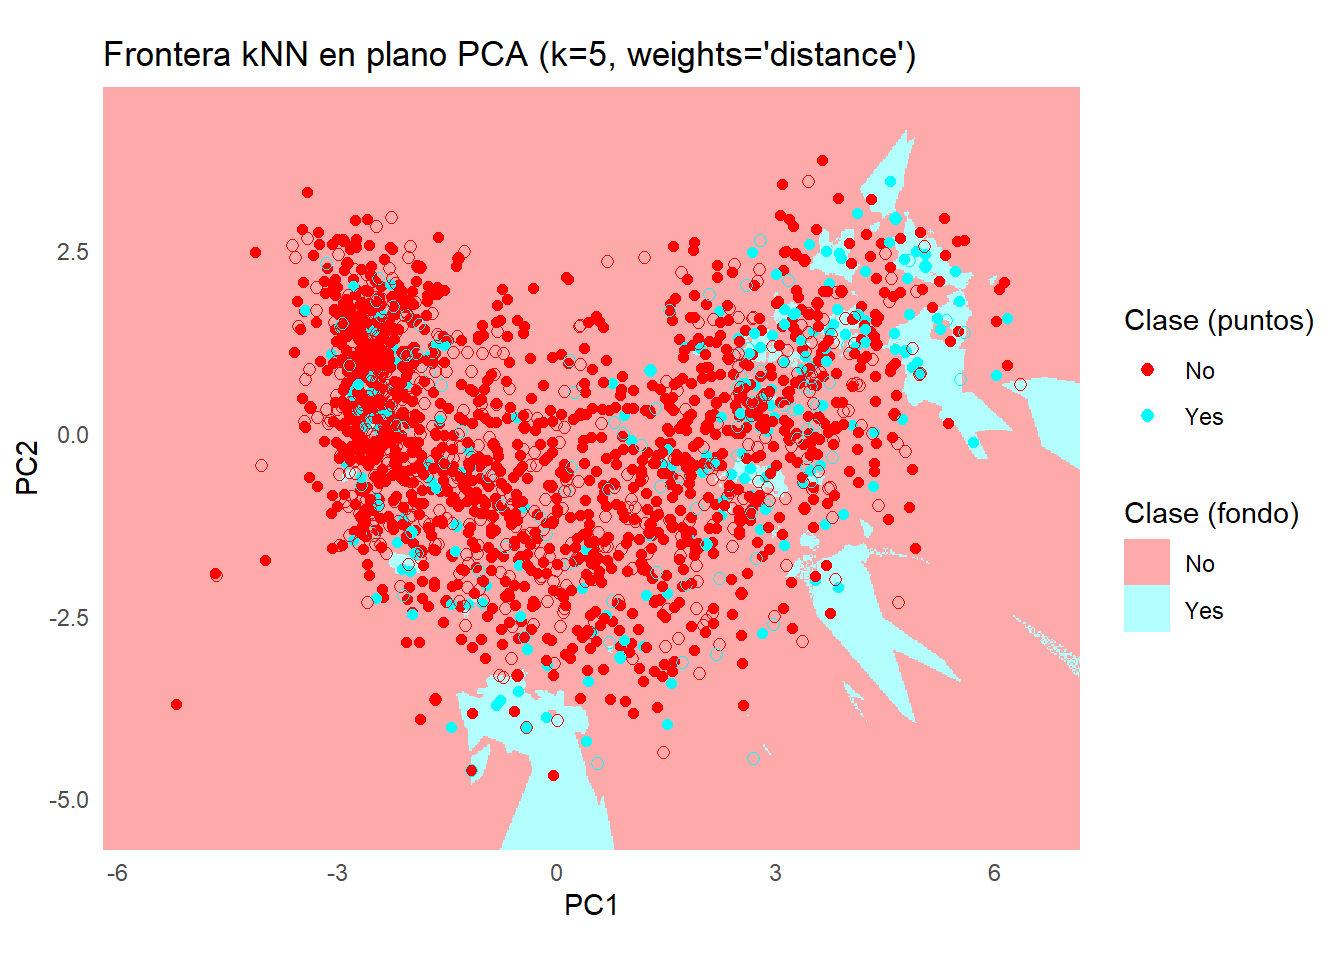 Frontera kNN en plano PCA (k=5, weights='distance')
PC2
2.5
0.0
-2.5
-5.0
-6
-3
0
3
6
PC1
Clase (puntos)
No
Yes
Clase (fondo)
No
Yes